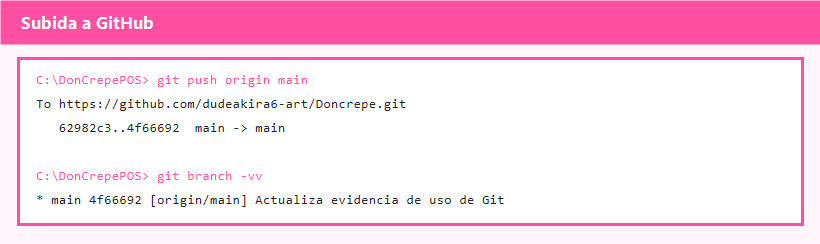 Subida a GitHub
C:\DonCrepePOS> git push origin main
To https://github.com/dudeakira6-art/Doncrepe.git
   62982c3..4f66692  main -> main
C:\DonCrepePOS> git branch -vv
* main 4f66692 [origin/main] Actualiza evidencia de uso de Git